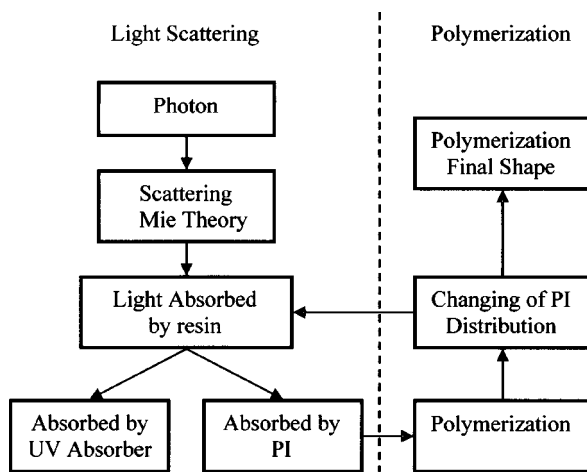 Light Scattering
Polymerization
Photon
Polymerization
Final Shape
Scattering
Mie Theory
Light Absorbed
by resin
Changing of PI
Distribution
Absorbed by
UV Absorber
Absorbed by
PI
Polymerization